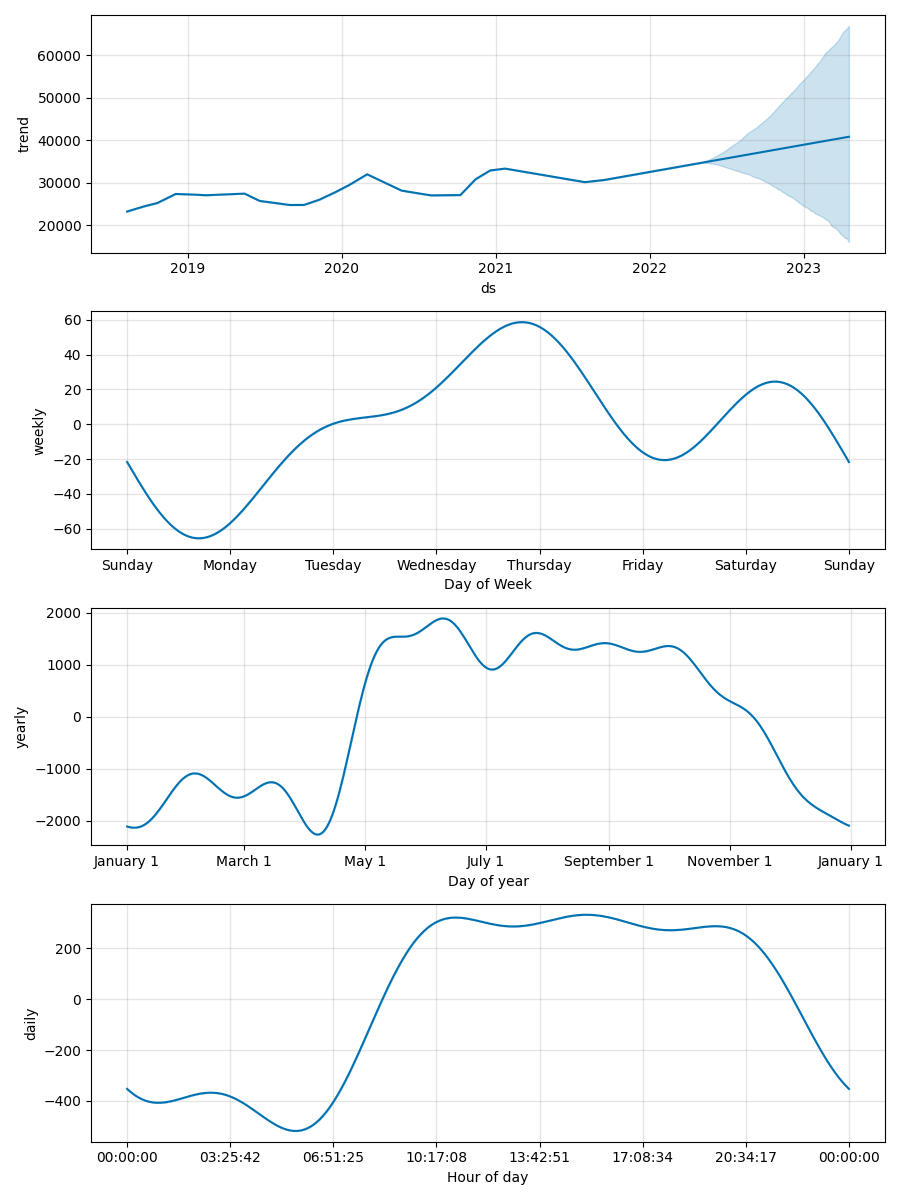 trend
60000
50000
40000
30000
20000
2019 2020 2021 2022 2023
ds
weekly
60
40
20
0
−20
−40
−60
Sunday Monday Tuesday Wednesday Thursday Friday Saturday Sunday
Day of Week
yearly
2000
1000
0
−1000
−2000
January 1 March 1 May 1 July 1 September 1 November 1 January 1
Day of year
daily
200
0
−200
−400
00:00:00 03:25:42 06:51:25 10:17:08 13:42:51 17:08:34 20:34:17 00:00:00
Hour of day